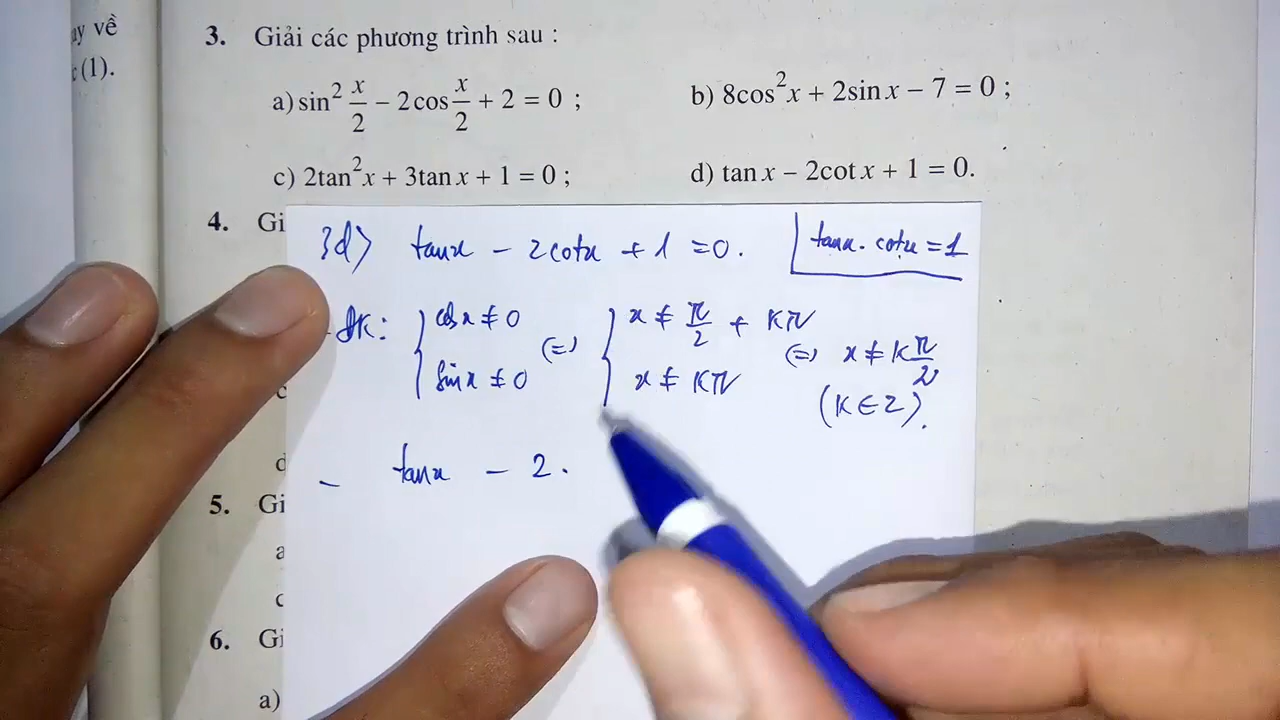 ay về
c (1).
3. Giải các phương trình sau :
a) sin² x/2 − 2cos x/2 + 2 = 0 ;
b) 8cos²x + 2sin x − 7 = 0 ;
c) 2tan²x + 3tan x + 1 = 0 ;
d) tan x − 2cot x + 1 = 0.
4. Gi
3d) tanx − 2cotx + 1 = 0.
tanx. cotx = 1
ĐK: { cosx ≠ 0
sinx ≠ 0
(=) { x ≠ π/2 + Kπ
x ≠ Kπ
(=) x ≠ K π/2
(K ∈ Z).
c
d
− tanx − 2.
5. Gi
a
c
6. Gi
a)